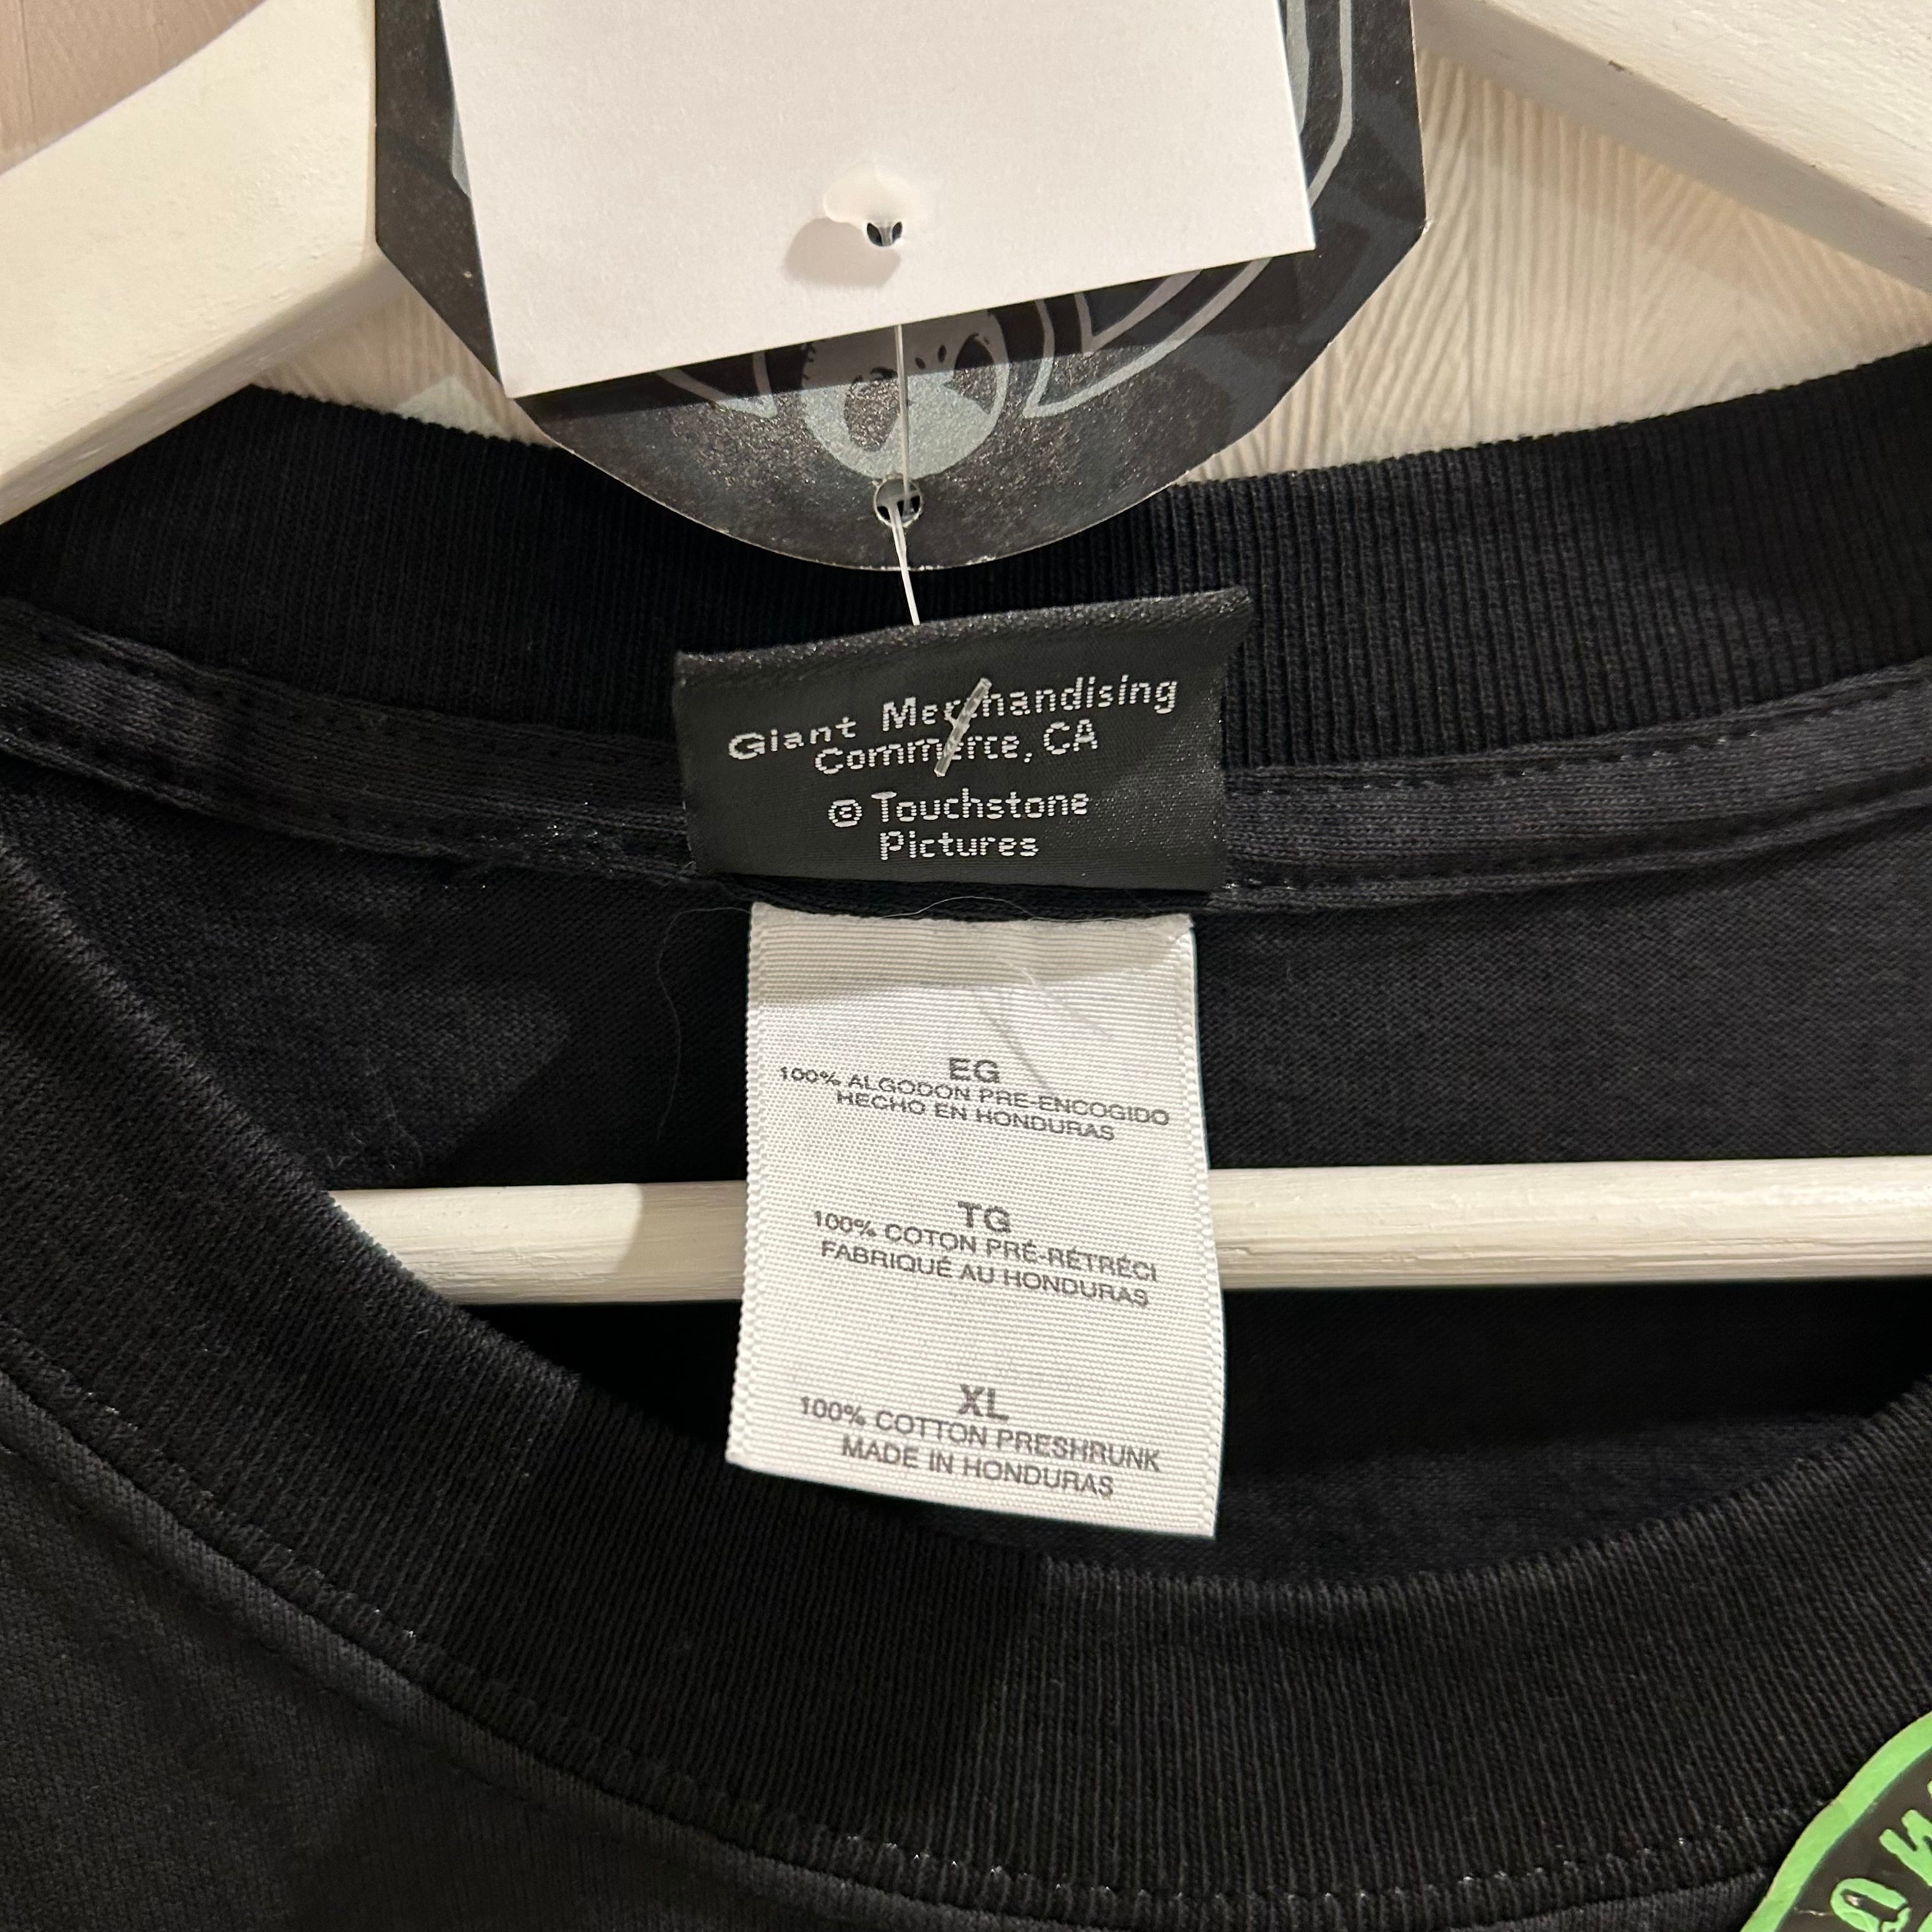 Giant Merchandising
Commerce, CA
© Touchstone
Pictures
EG
100% ALGODON PRE-ENCOGIDO
HECHO EN HONDURAS
TG
100% COTON PRÉ-RÉTRÉCI
FABRIQUÉ AU HONDURAS
XL
100% COTTON PRESHRUNK
MADE IN HONDURAS